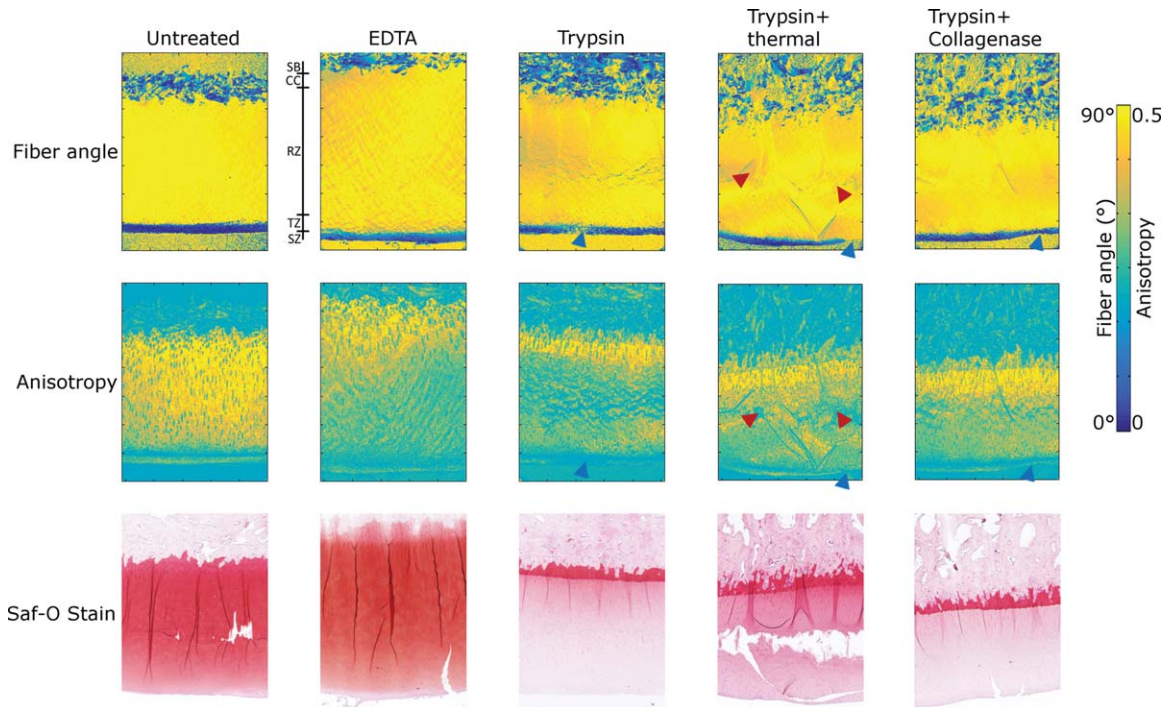 Untreated
EDTA
Trypsin
Trypsin+
thermal
Trypsin+
Collagenase
SB
CC
RZ
TZ
SZ
Fiber angle
Anisotropy
Saf-O Stain
90° 0.5
Fiber angle (°)
Anisotropy
0° 0